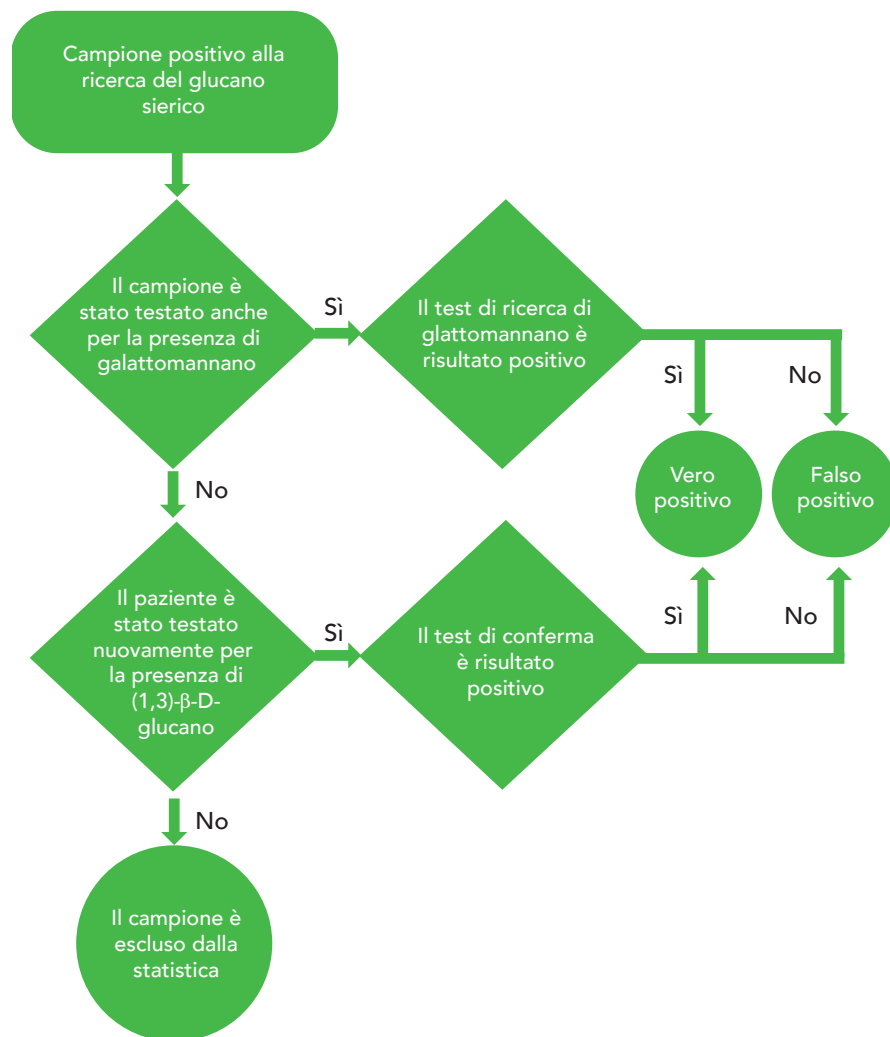 Campione positivo alla
ricerca del glucano
sierico
Il campione è
stato testato anche
per la presenza di
galattomannano
Sì
Il test di ricerca di
glattomannano è
risultato positivo
Sì
No
Vero
positivo
Falso
positivo
No
Il paziente è
stato testato
nuovamente per
la presenza di
(1,3)-β-D-
glucano
Sì
Il test di conferma
è risultato
positivo
Sì
No
No
Il campione è
escluso dalla
statistica